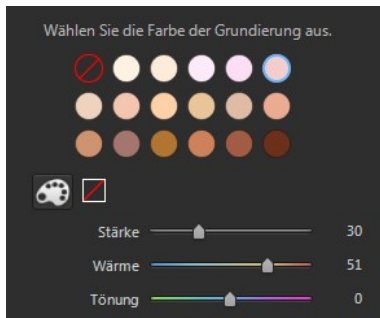 Wählen Sie die Farbe der Grundierung aus.
Stärke 30
Wärme 51
Tönung 0